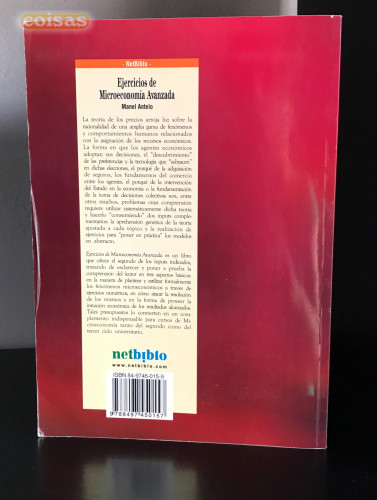 eoisas
- NetBiblo -
Ejercicios de
Microeconomía Avanzada
Manel Antelo
La teoría de los precios arroja luz sobre la
racionalidad de una amplia gama de fenómenos
y comportamientos humanos relacionados
con la asignación de los recursos económicos.
La forma en que los agentes económicos
adoptan sus decisiones, el "descubrimiento"
de las preferencias y la tecnología que "subyacen"
en dichas elecciones, el porqué de la adquisición
de seguros, los fundamentos del comercio
entre los agentes, el porqué de la intervención
del Estado en la economía o la fundamentación
de la toma de decisiones colectivas son, entre
otros muchos, problemas cuya comprensión
requiere utilizar sistemáticamente dicha teoría
y hacerlo "consumiendo" dos inputs comple-
mentarios: la aprehensión genérica de la teoría
ajustada a cada tópico y la realización de
ejercicios para "poner en práctica" los modelos
en abstracto.
Ejercicios de Microeconomía Avanzada es un libro
que ofrece el segundo de los inputs indicados,
tratando de esclarecer y poner a prueba la
comprensión del lector en tres aspectos básicos:
en la manera de plantear y estilizar formalmente
los fenómenos microeconómicos a través de
ejercicios numéricos, en cómo atacar la resolución
de los mismos y en la forma de proveer la
intuición económica de los resultados alcanzados.
Tales presupuestos lo convierten en un com-
plemento indispensable para cursos de Mi-
croeconomía tanto del segundo como del
tercer ciclo universitario.
netbiblo
www.netbiblo.com
ISBN 84-9745-015-9
9788497450157